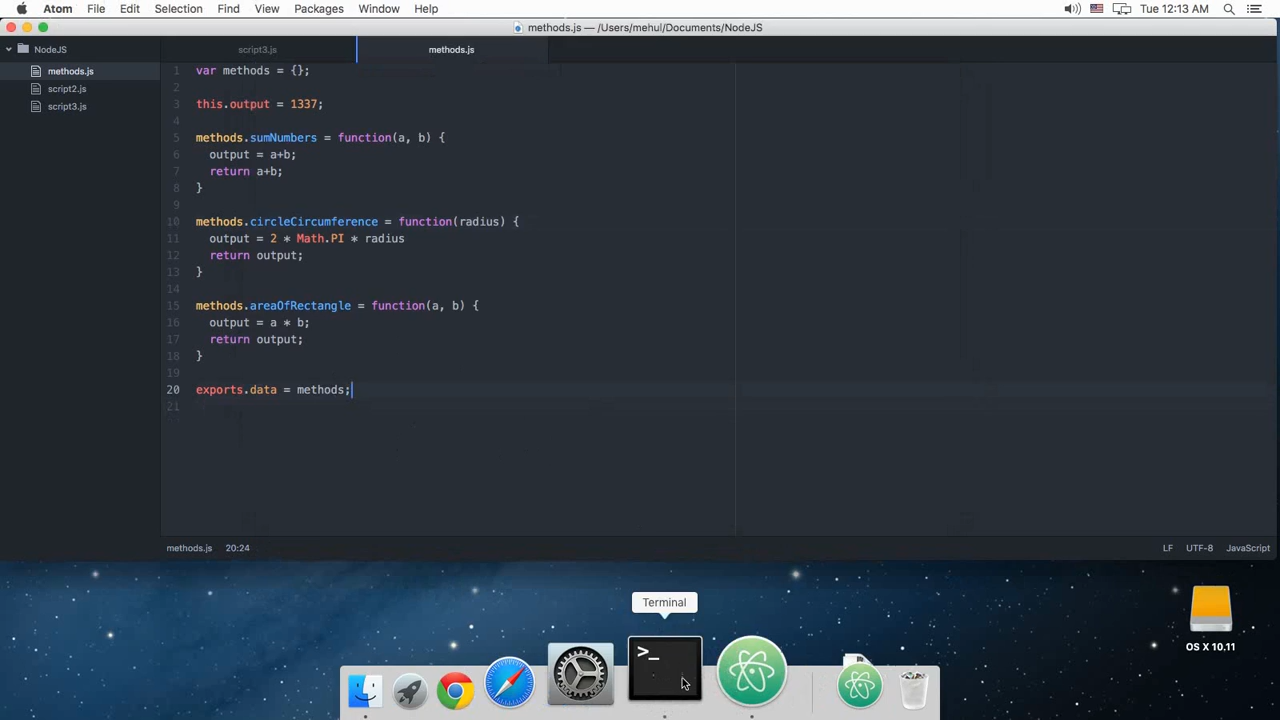 Atom File Edit Selection Find View Packages Window Help Tue 12:13 AM
methods.js — /Users/mehul/Documents/NodeJS
NodeJS
methods.js
script2.js
script3.js
script3.js methods.js
1 var methods = {};
2
3 this.output = 1337;
4
5 methods.sumNumbers = function(a, b) {
6 output = a+b;
7 return a+b;
8 }
9
10 methods.circleCircumference = function(radius) {
11 output = 2 * Math.PI * radius
12 return output;
13 }
14
15 methods.areaOfRectangle = function(a, b) {
16 output = a * b;
17 return output;
18 }
19
20 exports.data = methods;
21
methods.js 20:24 LF UTF-8 JavaScript
Terminal
>_
OS X 10.11